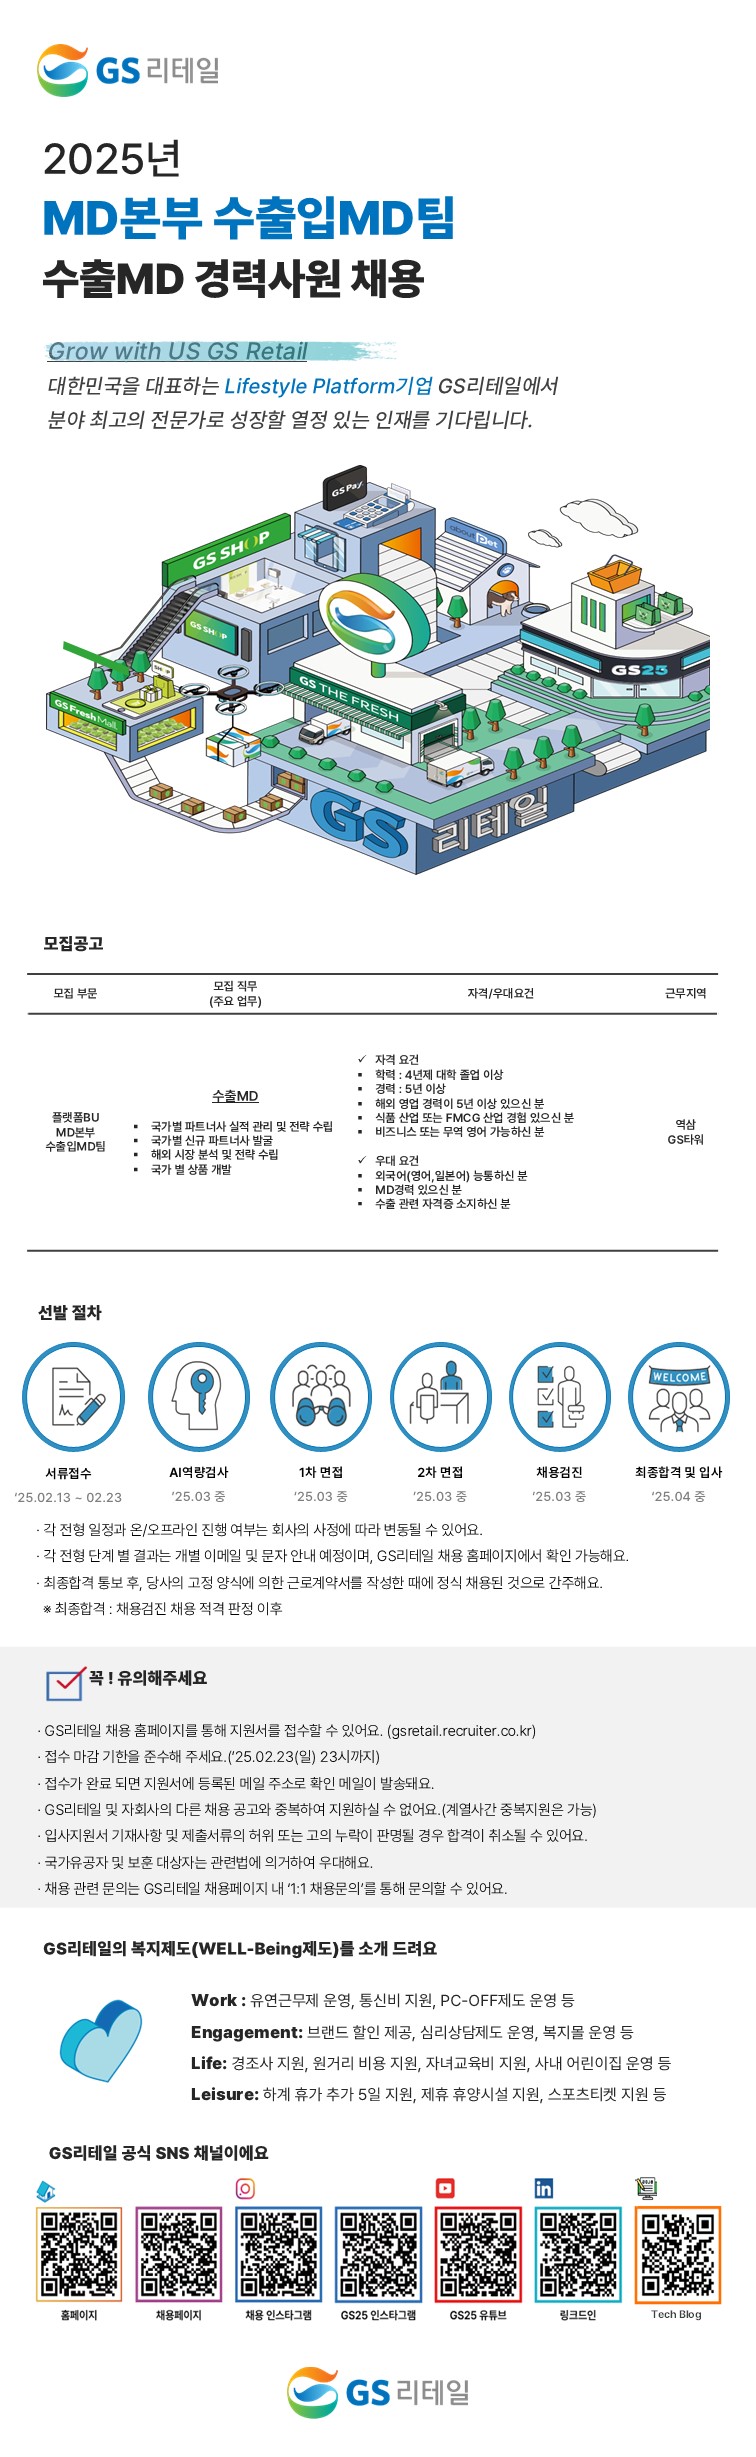 GS 리테일
2025년
MD본부 수출입MD팀
수출MD 경력사원 채용
Grow with US GS Retail
대한민국을 대표하는 Lifestyle Platform기업 GS리테일에서
분야 최고의 전문가로 성장할 열정 있는 인재를 기다립니다.
GS Pay
GS SHOP
about Pet
GS SHOP
SHOP
GS25
GS THE FRESH
GS Fresh Mall
GS 리테일
모집공고
모집 부문
모집 직무
(주요 업무)
자격/우대요건
근무지역
플랫폼BU
MD본부
수출입MD팀
수출MD
▪ 국가별 파트너사 실적 관리 및 전략 수립
▪ 국가별 신규 파트너사 발굴
▪ 해외 시장 분석 및 전략 수립
▪ 국가 별 상품 개발
✓ 자격 요건
▪ 학력 : 4년제 대학 졸업 이상
▪ 경력 : 5년 이상
▪ 해외 영업 경력이 5년 이상 있으신 분
▪ 식품 산업 또는 FMCG 산업 경험 있으신 분
▪ 비즈니스 또는 무역 영어 가능하신 분
✓ 우대 요건
▪ 외국어(영어,일본어) 능통하신 분
▪ MD경력 있으신 분
▪ 수출 관련 자격증 소지하신 분
역삼
GS타워
선발 절차
WELCOME
서류접수
AI역량검사
1차 면접
2차 면접
채용검진
최종합격 및 입사
‘25.02.13 ~ 02.23
‘25.03 중
‘25.03 중
‘25.03 중
‘25.03 중
‘25.04 중
· 각 전형 일정과 온/오프라인 진행 여부는 회사의 사정에 따라 변동될 수 있어요.
· 각 전형 단계 별 결과는 개별 이메일 및 문자 안내 예정이며, GS리테일 채용 홈페이지에서 확인 가능해요.
· 최종합격 통보 후, 당사의 고정 양식에 의한 근로계약서를 작성한 때에 정식 채용된 것으로 간주해요.
※ 최종합격 : 채용검진 채용 적격 판정 이후
꼭 ! 유의해주세요
· GS리테일 채용 홈페이지를 통해 지원서를 접수할 수 있어요. (gsretail.recruiter.co.kr)
· 접수 마감 기한을 준수해 주세요.(‘25.02.23(일) 23시까지)
· 접수가 완료 되면 지원서에 등록된 메일 주소로 확인 메일이 발송돼요.
· GS리테일 및 자회사의 다른 채용 공고와 중복하여 지원하실 수 없어요.(계열사간 중복지원은 가능)
· 입사지원서 기재사항 및 제출서류의 허위 또는 고의 누락이 판명될 경우 합격이 취소될 수 있어요.
· 국가유공자 및 보훈 대상자는 관련법에 의거하여 우대해요.
· 채용 관련 문의는 GS리테일 채용페이지 내 ‘1:1 채용문의’를 통해 문의할 수 있어요.
GS리테일의 복지제도(WELL-Being제도)를 소개 드려요
Work : 유연근무제 운영, 통신비 지원, PC-OFF제도 운영 등
Engagement: 브랜드 할인 제공, 심리상담제도 운영, 복지몰 운영 등
Life: 경조사 지원, 원거리 비용 지원, 자녀교육비 지원, 사내 어린이집 운영 등
Leisure: 하계 휴가 추가 5일 지원, 제휴 휴양시설 지원, 스포츠티켓 지원 등
GS리테일 공식 SNS 채널이에요
in
홈페이지
채용페이지
채용 인스타그램
GS25 인스타그램
GS25 유튜브
링크드인
Tech Blog
GS 리테일